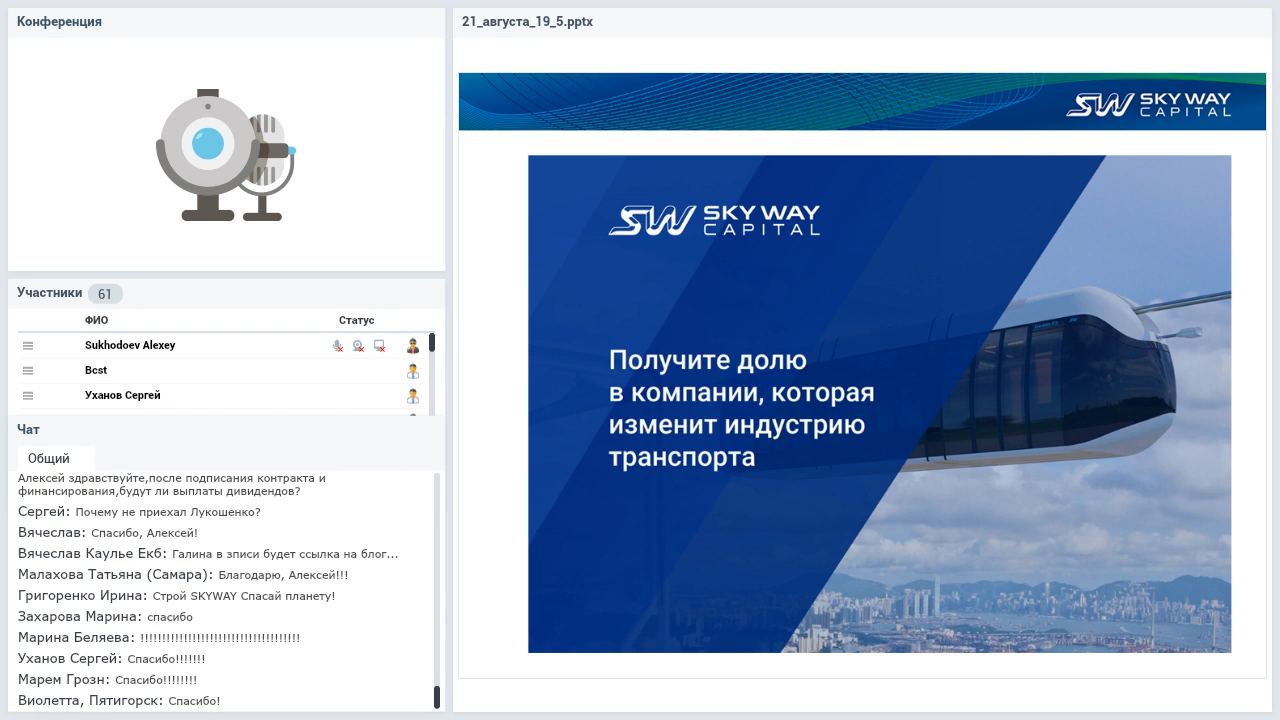 Конференция
Участники 61
ФИО Статус
Sukhodoev Alexey
Bcst
Уханов Сергей
Чат
Общий
Алексей здравствуйте,после подписания контракта и
финансирования,будут ли выплаты дивидендов?
Сергей: Почему не приехал Лукошенко?
Вячеслав: Спасибо, Алексей!
Вячеслав Каулье Екб: Галина в зписи будет ссылка на блог...
Малахова Татьяна (Самара): Благодарю, Алексей!!!
Григоренко Ирина: Строй SKYWAY Спасай планету!
Захарова Марина: спасибо
Марина Беляева: !!!!!!!!!!!!!!!!!!!!!!!!!!!!!!!!!!!!!
Уханов Сергей: Спасибо!!!!!!!
Марем Грозн: Спасибо!!!!!!!!
Виолетта, Пятигорск: Спасибо!
21_августа_19_5.pptx
SW SKY WAY
CAPITAL
SW SKY WAY
CAPITAL
Получите долю
в компании, которая
изменит индустрию
транспорта